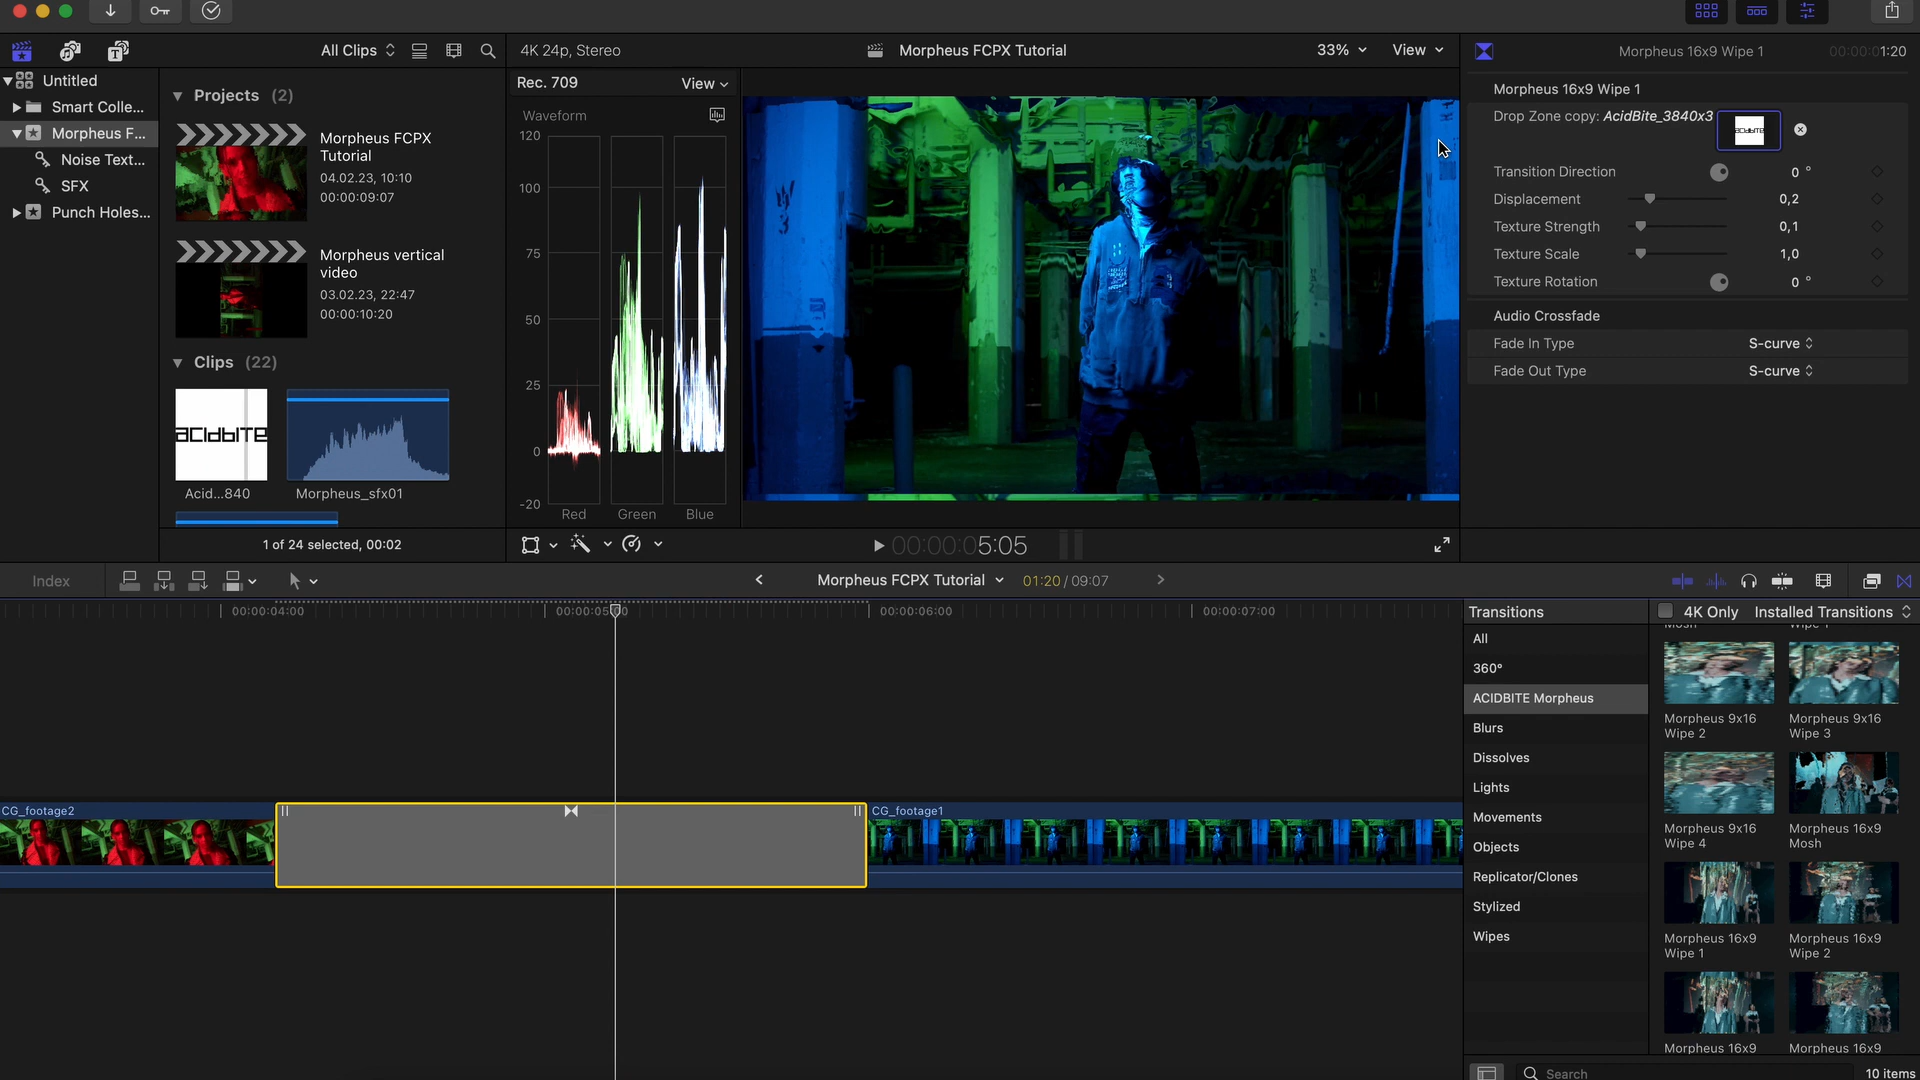 All Clips
4K 24p, Stereo
Morpheus FCPX Tutorial
33%
View
Morpheus 16x9 Wipe 1
00:00:01:20
Untitled
Smart Colle...
Morpheus F...
Noise Text...
SFX
Punch Holes...
Projects (2)
Morpheus FCPX
Tutorial
04.02.23, 10:10
00:00:09:07
Morpheus vertical
video
03.02.23, 22:47
00:00:10:20
Clips (22)
acidbITE
Acid...840
Morpheus_sfx01
1 of 24 selected, 00:02
Rec. 709
View
Waveform
120
100
75
50
25
0
-20
Red
Green
Blue
00:00:05:05
Morpheus 16x9 Wipe 1
Drop Zone copy: AcidBite_3840x3
acidbITE
Transition Direction
0 °
Displacement
0,2
Texture Strength
0,1
Texture Scale
1,0
Texture Rotation
0 °
Audio Crossfade
Fade In Type
S-curve
Fade Out Type
S-curve
Index
Morpheus FCPX Tutorial
01:20 / 09:07
00:00:04:00
00:00:06:00
00:00:07:00
CG_footage2
CG_footage1
Transitions
4K Only
Installed Transitions
All
360°
ACIDBITE Morpheus
Blurs
Dissolves
Lights
Movements
Objects
Replicator/Clones
Stylized
Wipes
Mosh
Wipe 1
Morpheus 9x16
Wipe 2
Morpheus 9x16
Wipe 3
Morpheus 9x16
Wipe 4
Morpheus 16x9
Mosh
Morpheus 16x9
Wipe 1
Morpheus 16x9
Wipe 2
Morpheus 16x9
Morpheus 16x9
Search
10 items